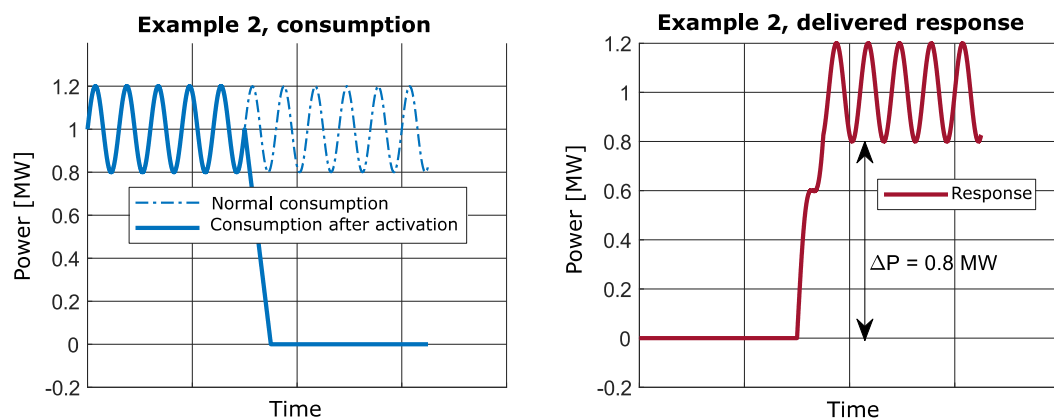 Example 2, consumption
Power [MW]
1.2
1
0.8
0.6
0.4
0.2
0
-0.2
Normal consumption
Consumption after activation
Time
Example 2, delivered response
Power [MW]
1.2
1
0.8
0.6
0.4
0.2
0
-0.2
Response
ΔP = 0.8 MW
Time